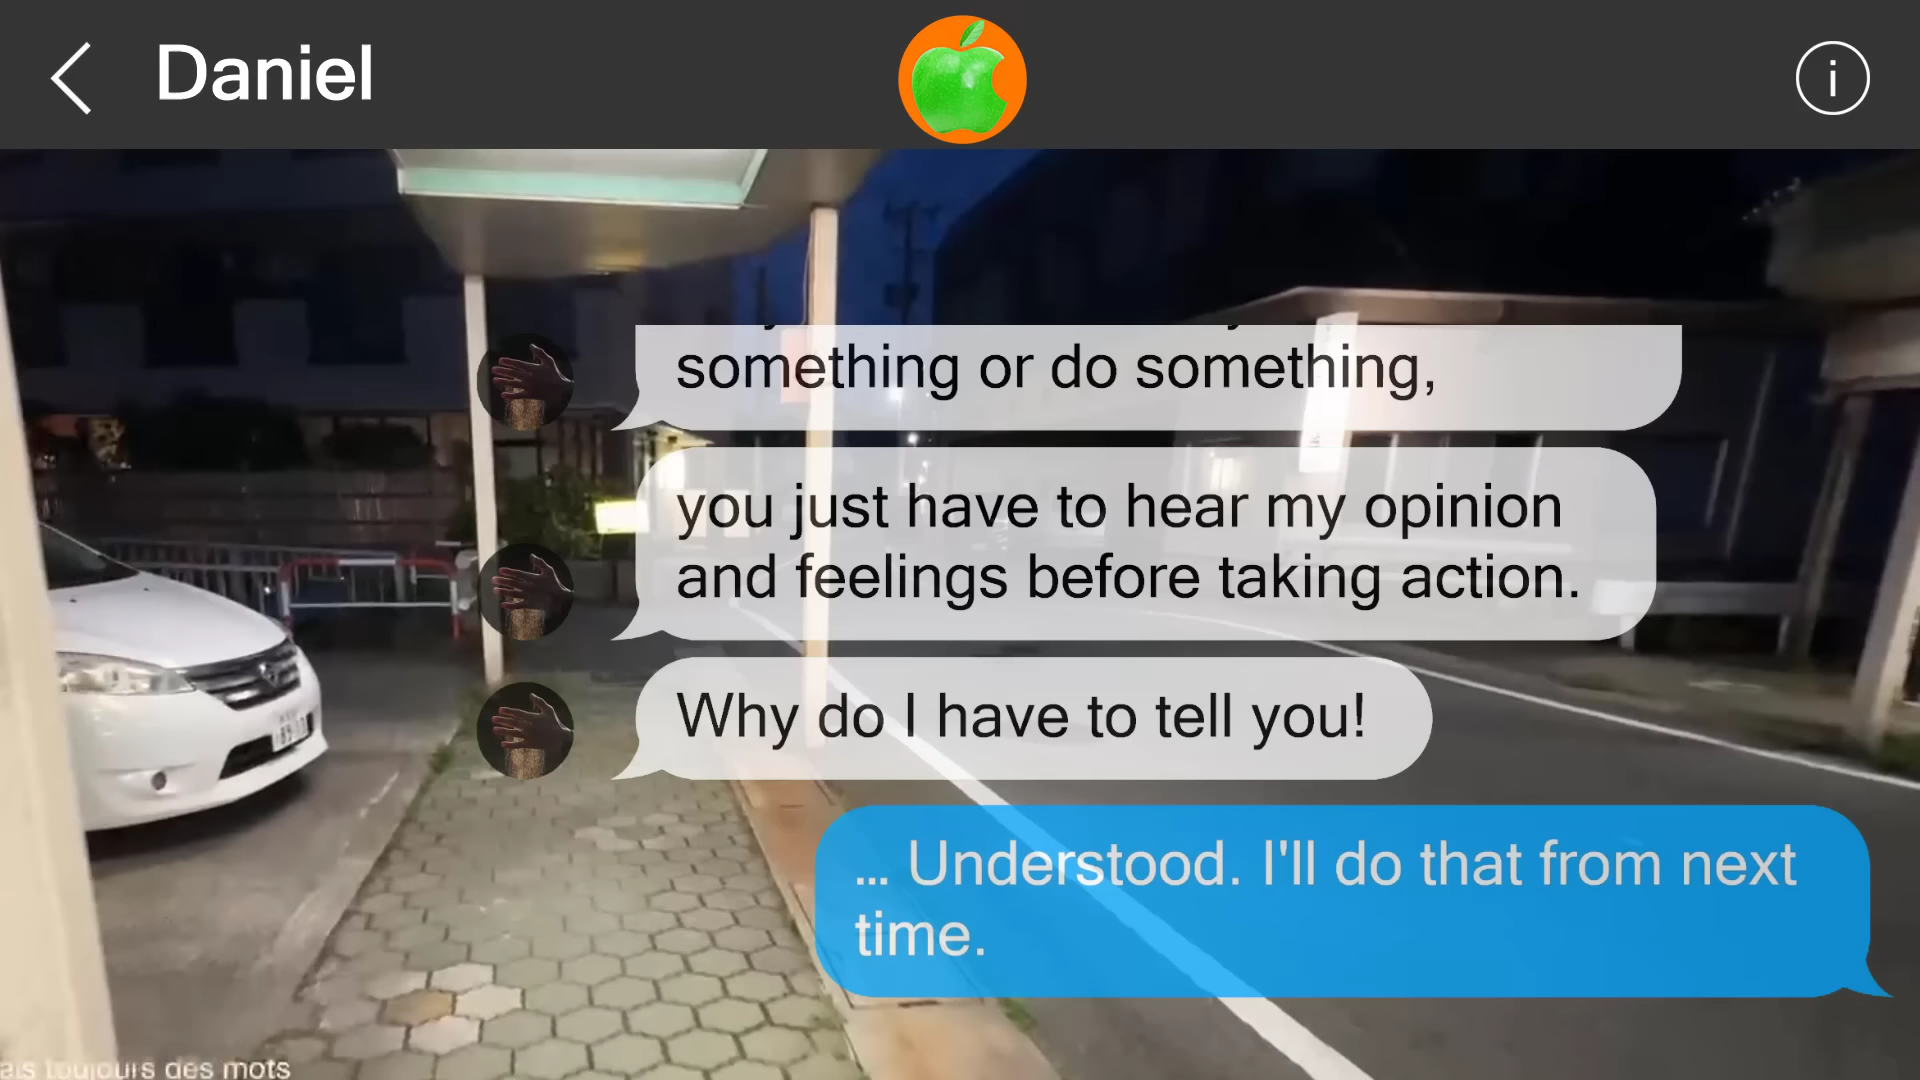 Daniel
i
something or do something,
you just have to hear my opinion
and feelings before taking action.
Why do I have to tell you!
... Understood. I'll do that from next
time.
toujours des mots